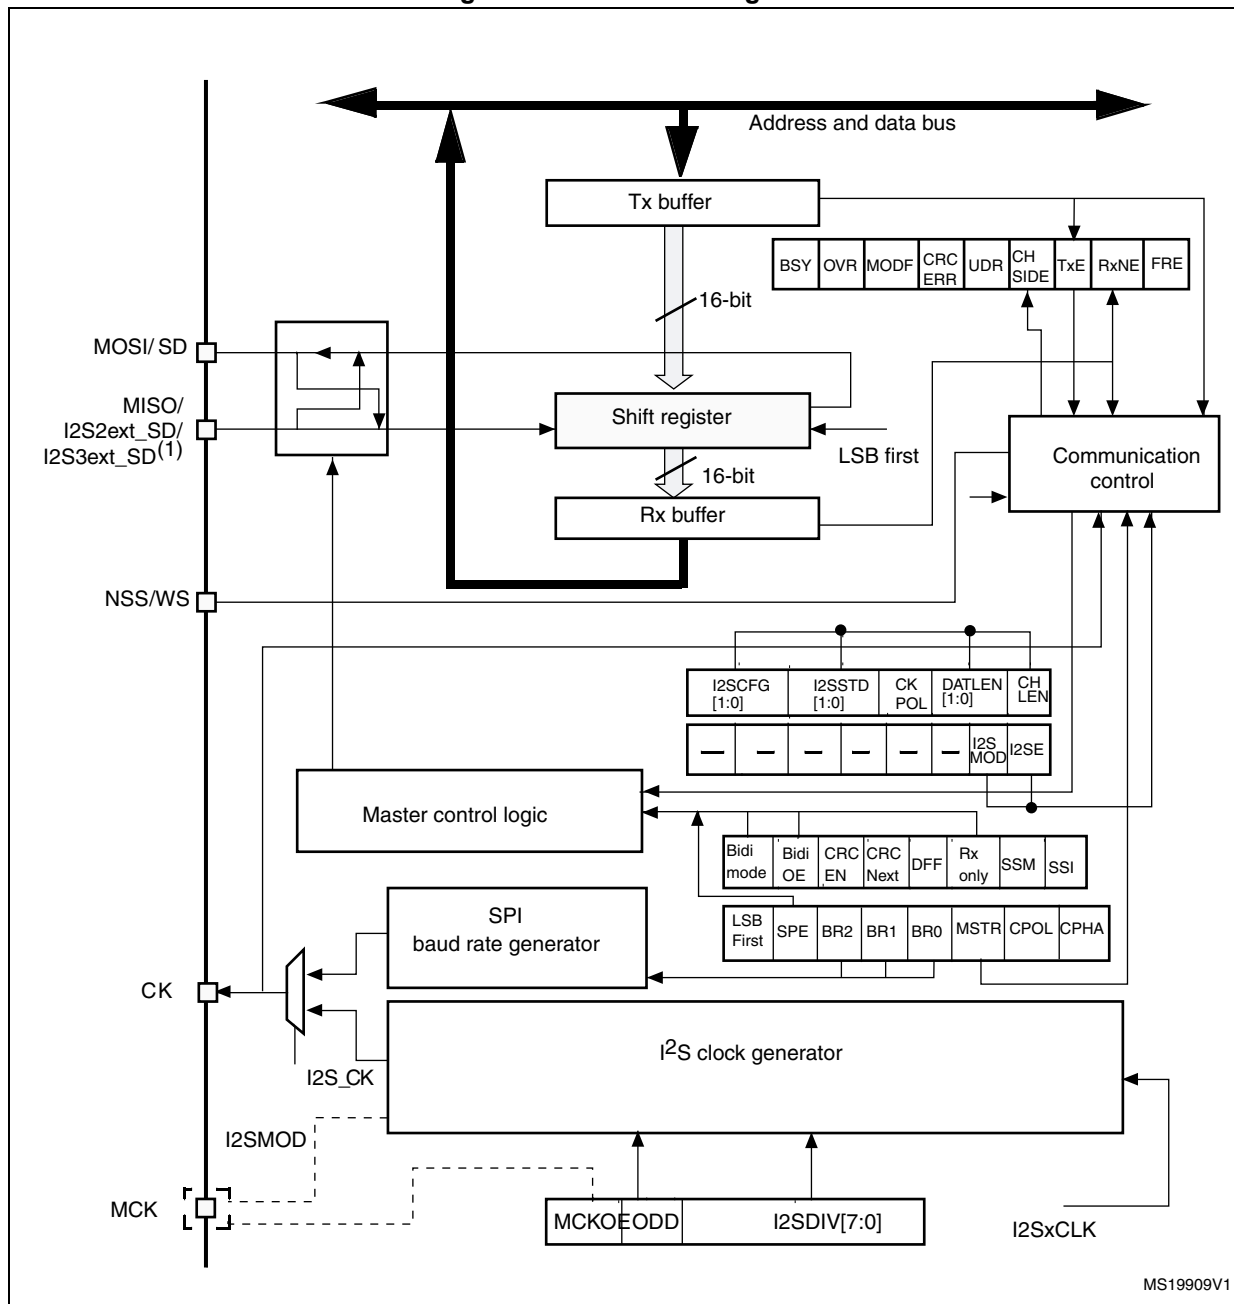 Address and data bus
Tx buffer
BSY OVR MODF CRC ERR UDR CH SIDE TxE RxNE FRE
16-bit
MOSI/ SD
MISO/
I2S2ext_SD/
I2S3ext_SD(1)
Shift register
LSB first
16-bit
Communication
control
Rx buffer
NSS/WS
I2SCFG [1:0] I2SSTD [1:0] CK POL DATLEN [1:0] CH LEN
I2S MOD I2SE
Master control logic
Bidi mode Bidi OE CRC EN CRC Next DFF Rx only SSM SSI
SPI
baud rate generator
LSB First SPE BR2 BR1 BR0 MSTR CPOL CPHA
CK
I2S clock generator
I2S_CK
I2SMOD
MCK
MCKOE ODD I2SDIV[7:0]
I2SxCLK
MS19909V1